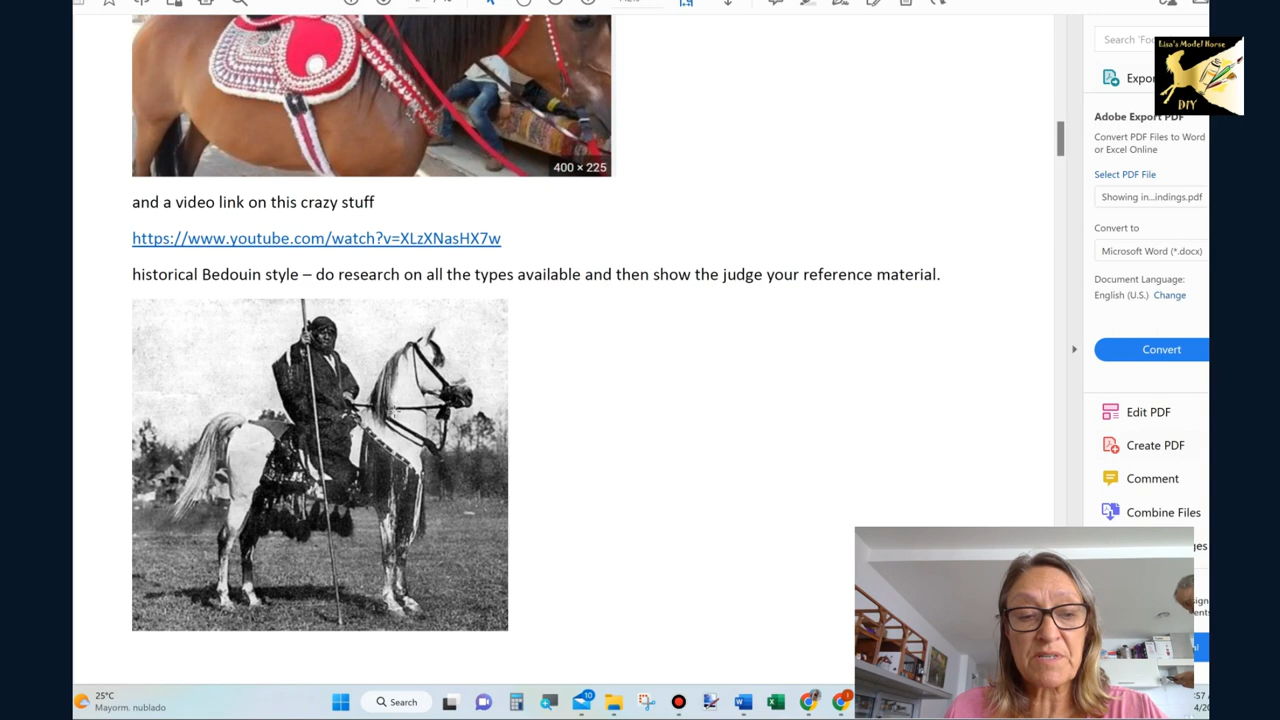 Search 'Fo
Lisa's Model Horse
DIY
Expo
400 × 225
Adobe Export PDF
Convert PDF Files to Word
or Excel Online
Select PDF File
Showing in...indings.pdf
Convert to
Microsoft Word (*.docx)
Document Language:
English (U.S.) Change
Convert
Edit PDF
Create PDF
Comment
Combine Files
and a video link on this crazy stuff
https://www.youtube.com/watch?v=XLzXNasHX7w
historical Bedouin style – do research on all the types available and then show the judge your reference material.
25°C
Mayorm. nublado
Search
10